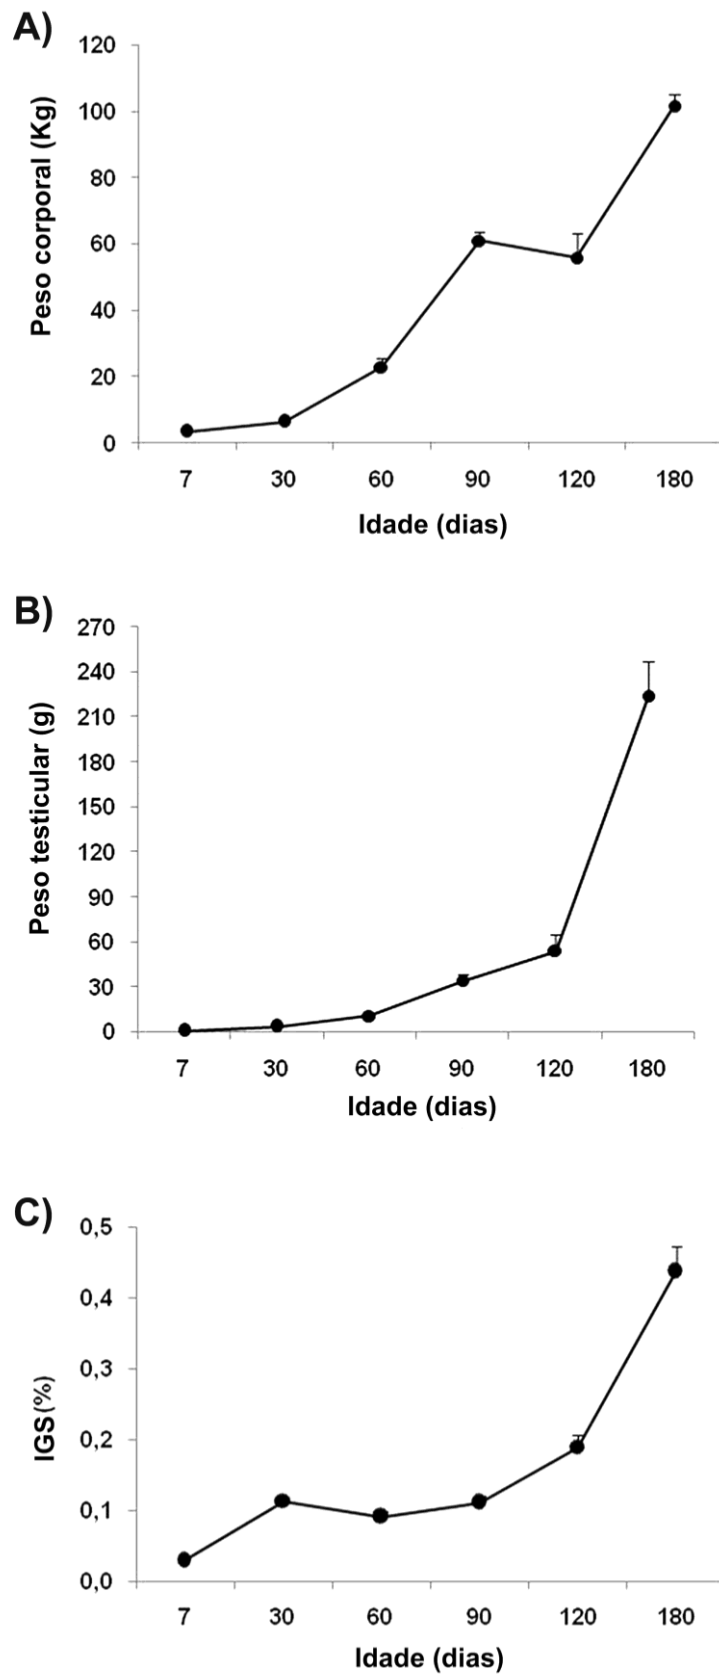 A)
Peso corporal (Kg)
120
100
80
60
40
20
0
7 30 60 90 120 180
Idade (dias)
B)
Peso testicular (g)
270
240
210
180
150
120
90
60
30
0
7 30 60 90 120 180
Idade (dias)
C)
IGS(%)
0,5
0,4
0,3
0,2
0,1
0,0
7 30 60 90 120 180
Idade (dias)